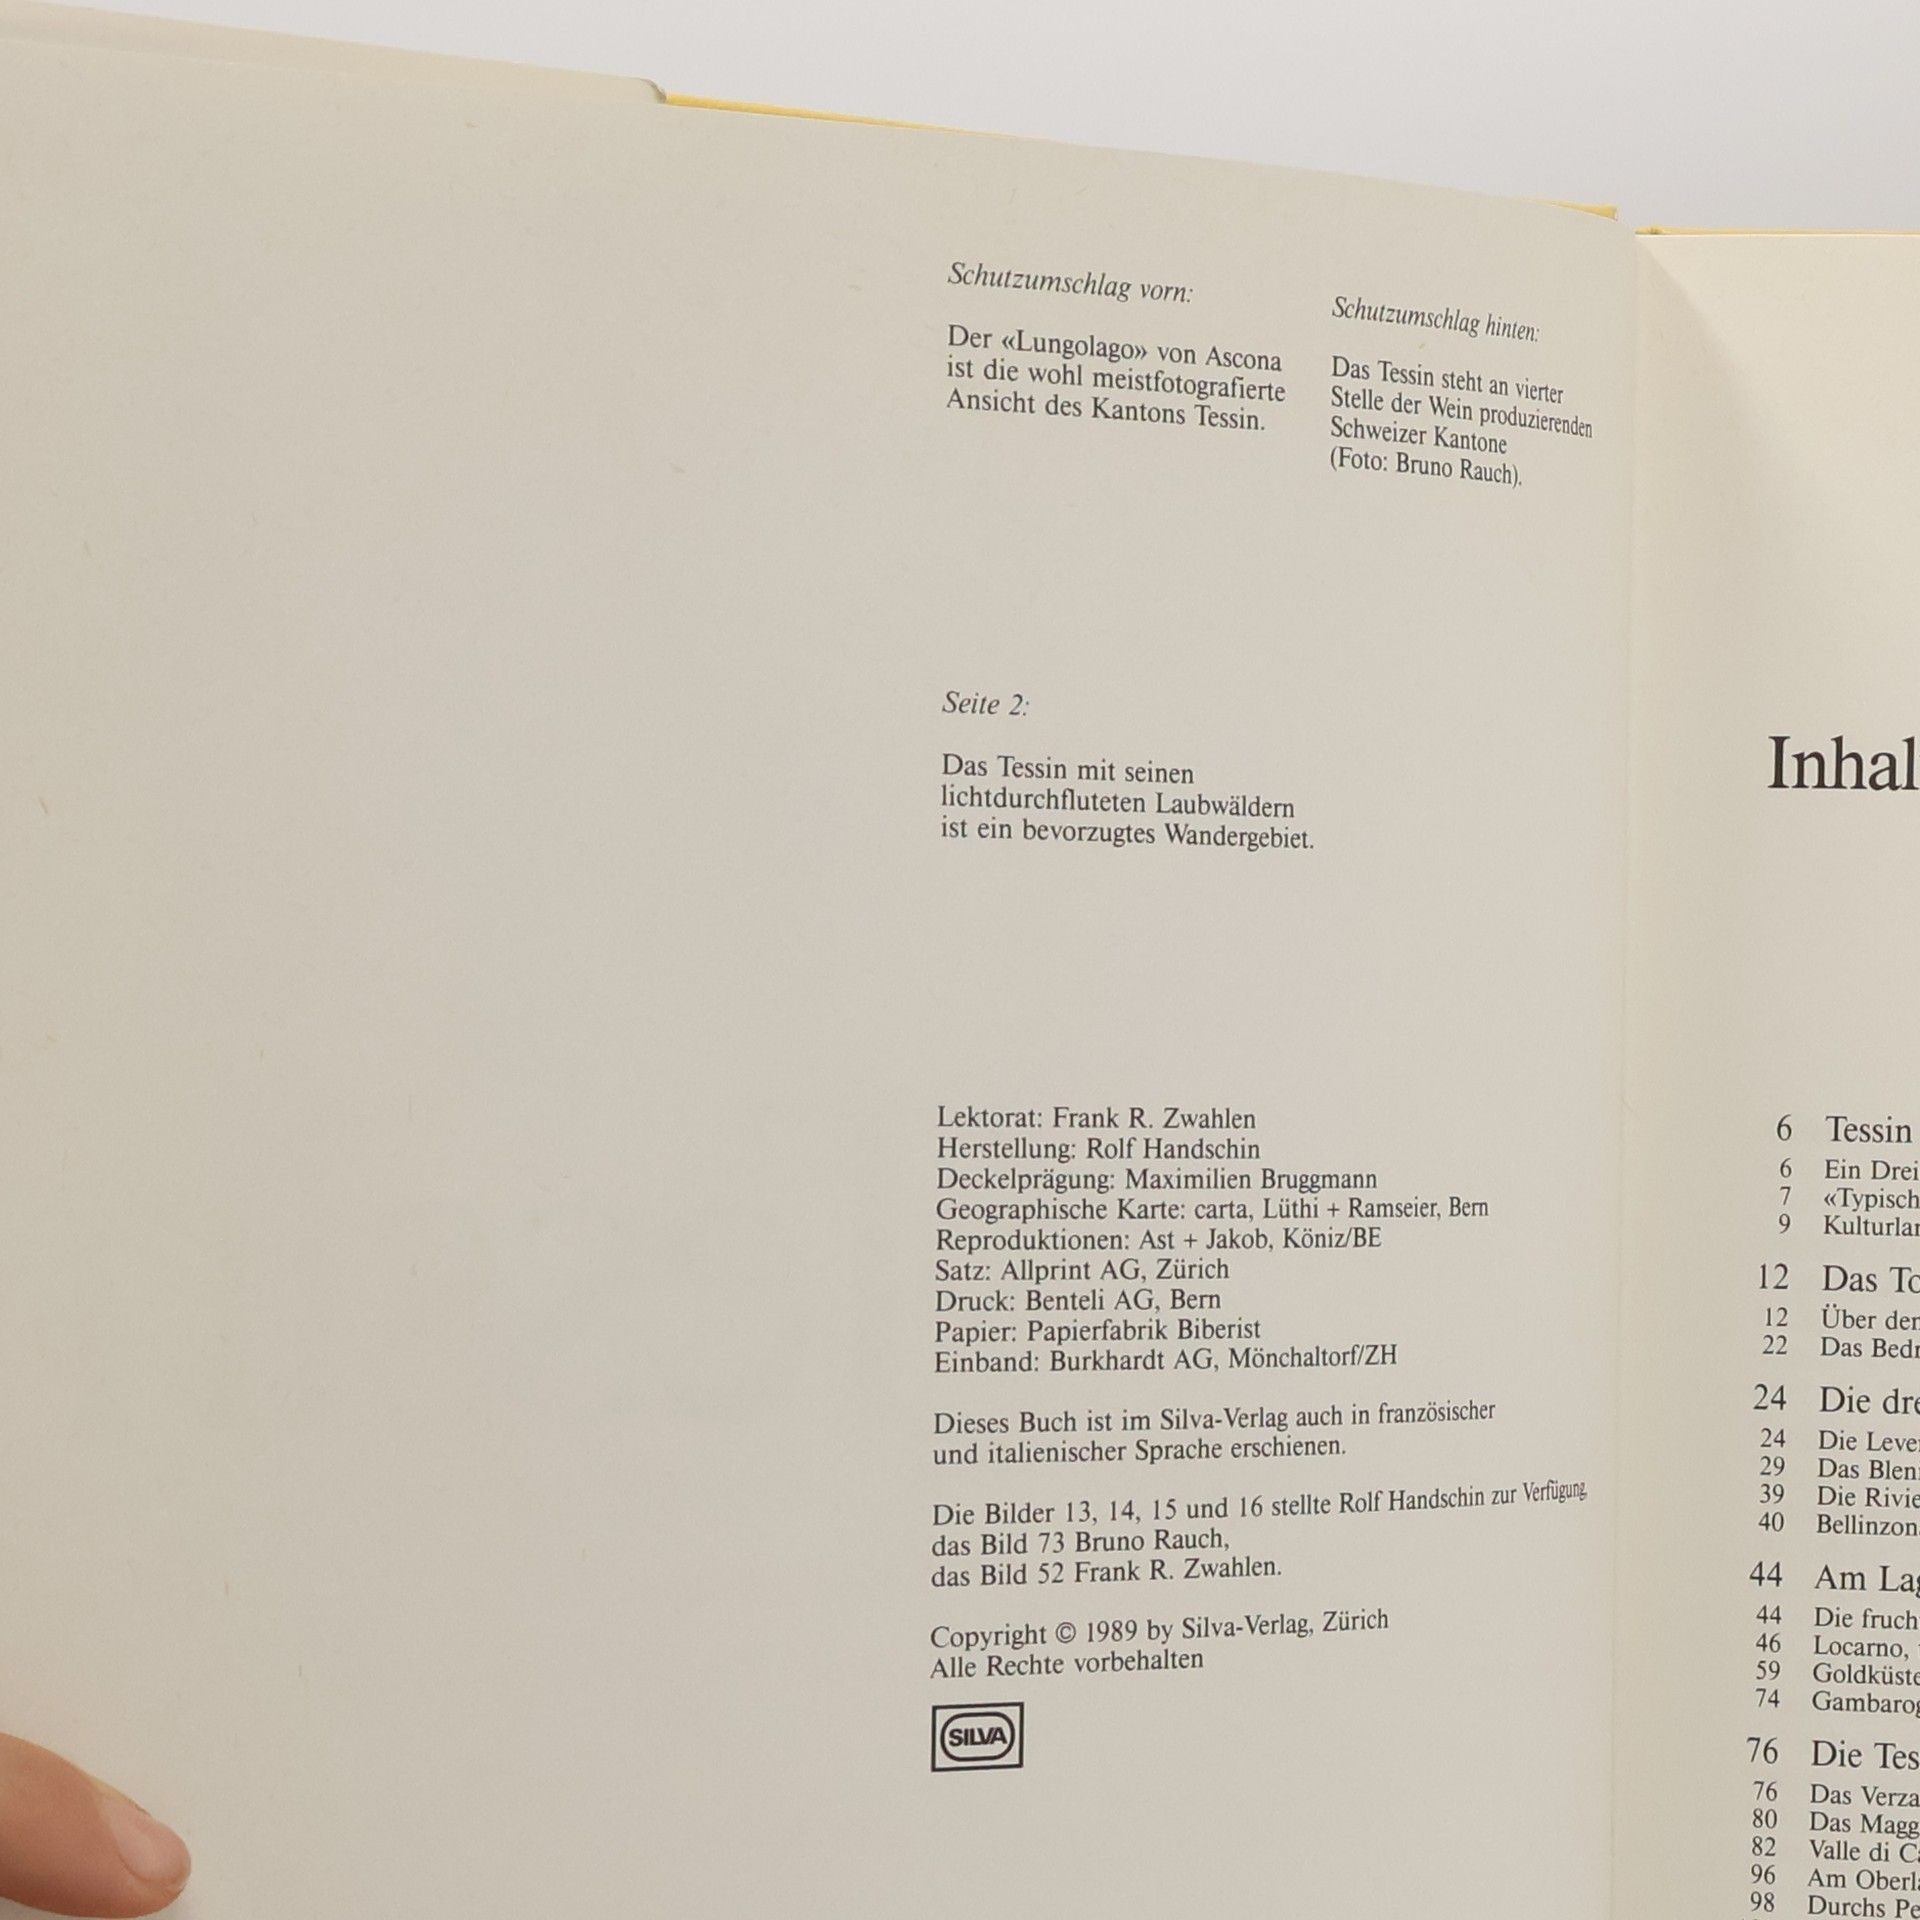 Schutzumschlag vorn:
Der «Lungolago» von Ascona
ist die wohl meistfotografierte
Ansicht des Kantons Tessin.
Schutzumschlag hinten:
Das Tessin steht an vierter
Stelle der Wein produzierenden
Schweizer Kantone
(Foto: Bruno Rauch).
Seite 2:
Das Tessin mit seinen
lichtdurchfluteten Laubwäldern
ist ein bevorzugtes Wandergebiet.
Lektorat: Frank R. Zwahlen
Herstellung: Rolf Handschin
Deckelprägung: Maximilien Bruggmann
Geographische Karte: carta, Lüthi + Ramseier, Bern
Reproduktionen: Ast + Jakob, Köniz/BE
Satz: Allprint AG, Zürich
Druck: Benteli AG, Bern
Papier: Papierfabrik Biberist
Einband: Burkhardt AG, Mönchaltorf/ZH
Dieses Buch ist im Silva-Verlag auch in französischer
und italienischer Sprache erschienen.
Die Bilder 13, 14, 15 und 16 stellte Rolf Handschin zur Verfügung,
das Bild 73 Bruno Rauch,
das Bild 52 Frank R. Zwahlen.
Copyright © 1989 by Silva-Verlag, Zürich
Alle Rechte vorbehalten
SILVA
Inhal
6 Tessin
6 Ein Drei
7 «Typisch
9 Kulturlan
12 Das To
12 Über den
22 Das Bedr
24 Die dre
24 Die Leve
29 Das Blen
39 Die Rivie
40 Bellinzon
44 Am Lag
44 Die frucht
46 Locarno,
59 Goldküste
74 Gambarog
76 Die Tes
76 Das Verza
80 Das Magg
82 Valle di Ca
96 Am Oberla
98 Durchs Pe